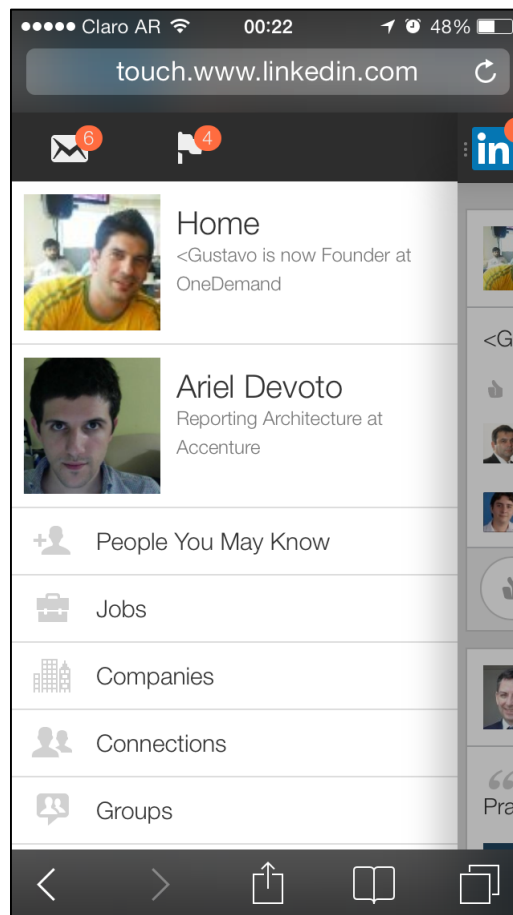 Claro AR 00:22 48%
touch.www.linkedin.com
6 4
in
Home
<Gustavo is now Founder at
OneDemand
<G
Ariel Devoto
Reporting Architecture at
Accenture
People You May Know
Jobs
Companies
Connections
Groups
Pra